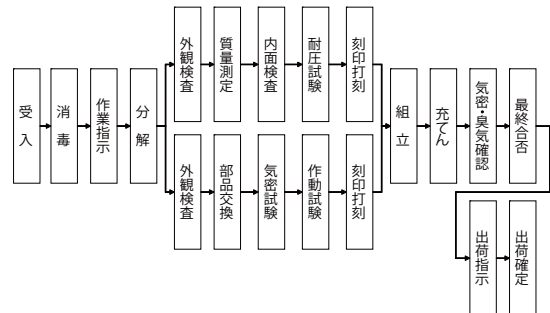 受入
消毒
作業指示
分解
外観検査
質量測定
内面検査
耐圧試験
刻印打刻
外観検査
部品交換
気密試験
作動試験
刻印打刻
組立
充てん
気密・臭気確認
最終合否
出荷指示
出荷確定